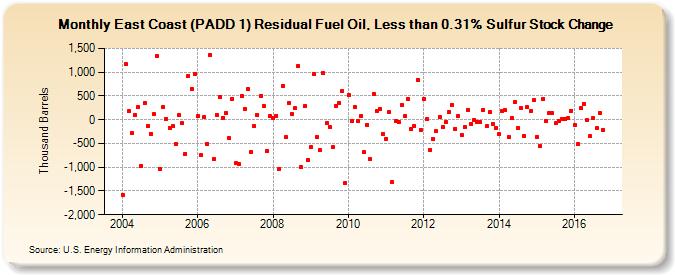 Monthly East Coast (PADD 1) Residual Fuel Oil, Less than 0.31% Sulfur Stock Change
Thousand Barrels
1,500
1,000
500
0
-500
-1,000
-1,500
-2,000
2004 2006 2008 2010 2012 2014 2016
Source: U.S. Energy Information Administration